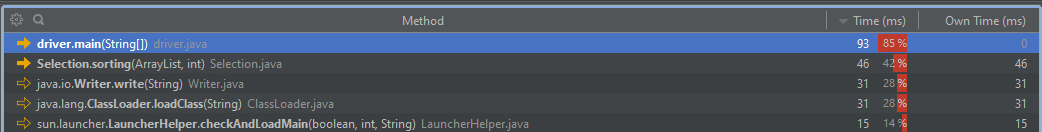 Method Time (ms) Own Time (ms)
driver.main(String[]) driver.java 93 85 % 0
Selection.sorting(ArrayList, int) Selection.java 46 42 % 46
java.io.Writer.write(String) Writer.java 31 28 % 31
java.lang.ClassLoader.loadClass(String) ClassLoader.java 31 28 % 31
sun.launcher.LauncherHelper.checkAndLoadMain(boolean, int, String) LauncherHelper.java 15 14 % 15